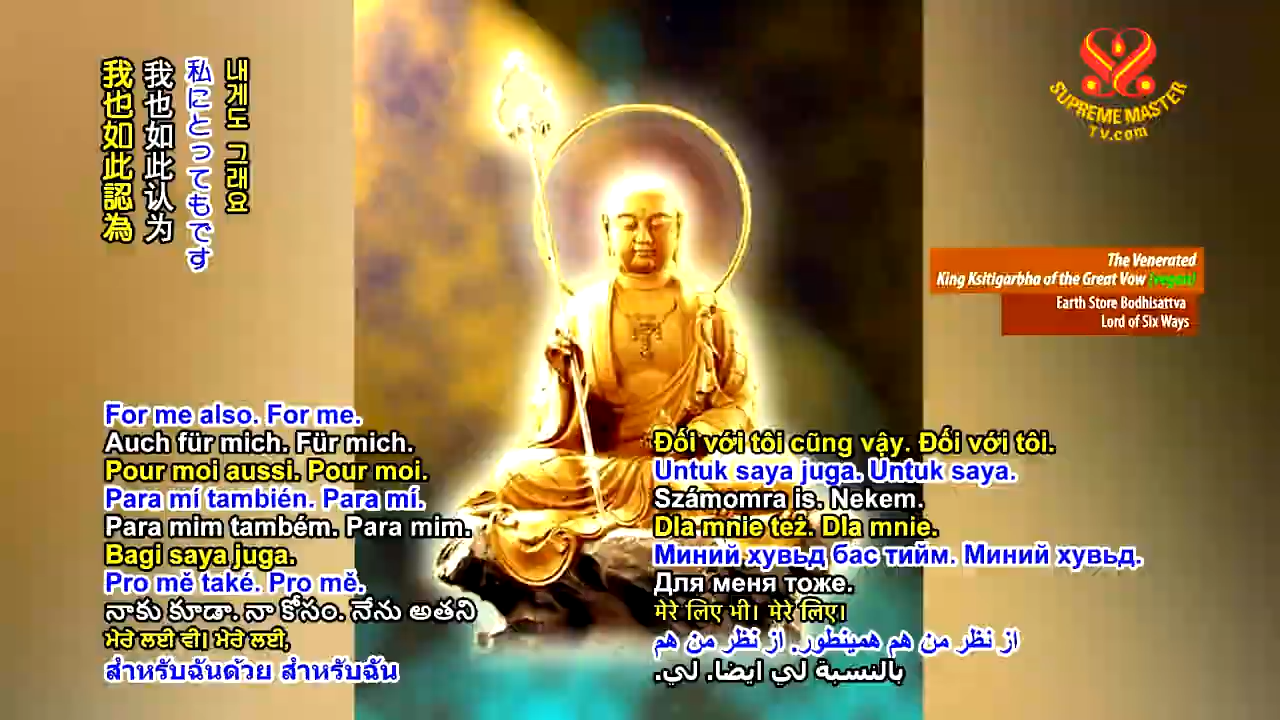 내게도 그래요
私にとってもです
我也如此认为
我也如此認為
SUPREME MASTER
TV.com
The Venerated
King Ksitigarbha of the Great Vow (vegan)
Earth Store Bodhisattva
Lord of Six Ways
For me also. For me.
Auch für mich. Für mich.
Pour moi aussi. Pour moi.
Para mí también. Para mí.
Para mim também. Para mim.
Bagi saya juga.
Pro mě také. Pro mě.
నాకు కూడా. నా కోసం. నేను అతని
ਮੇਰੇ ਲਈ ਵੀ। ਮੇਰੇ ਲਈ,
สำหรับฉันด้วย สำหรับฉัน
Đối với tôi cũng vậy. Đối với tôi.
Untuk saya juga. Untuk saya.
Számomra is. Nekem.
Dla mnie też. Dla mnie.
Миний хувьд бас тийм. Миний хувьд.
Для меня тоже.
मेरे लिए भी। मेरे लिए।
از نظر من هم همینطور. از نظر من هم
بالنسبة لي ايضا. لي.